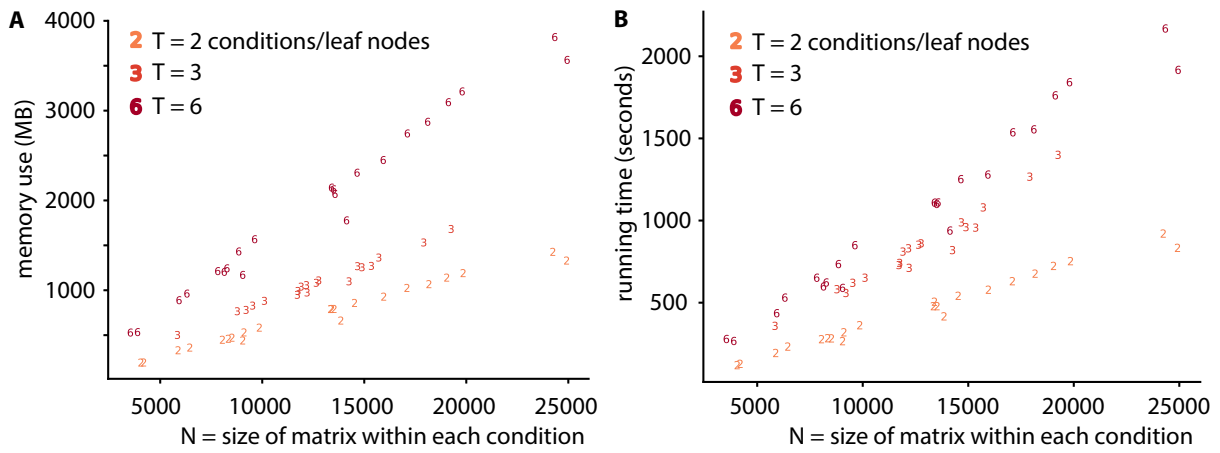 A
4000
3000
2000
1000
memory use (MB)
2 T = 2 conditions/leaf nodes
3 T = 3
6 T = 6
5000 10000 15000 20000 25000
N = size of matrix within each condition
B
2000
1500
1000
500
running time (seconds)
2 T = 2 conditions/leaf nodes
3 T = 3
6 T = 6
5000 10000 15000 20000 25000
N = size of matrix within each condition